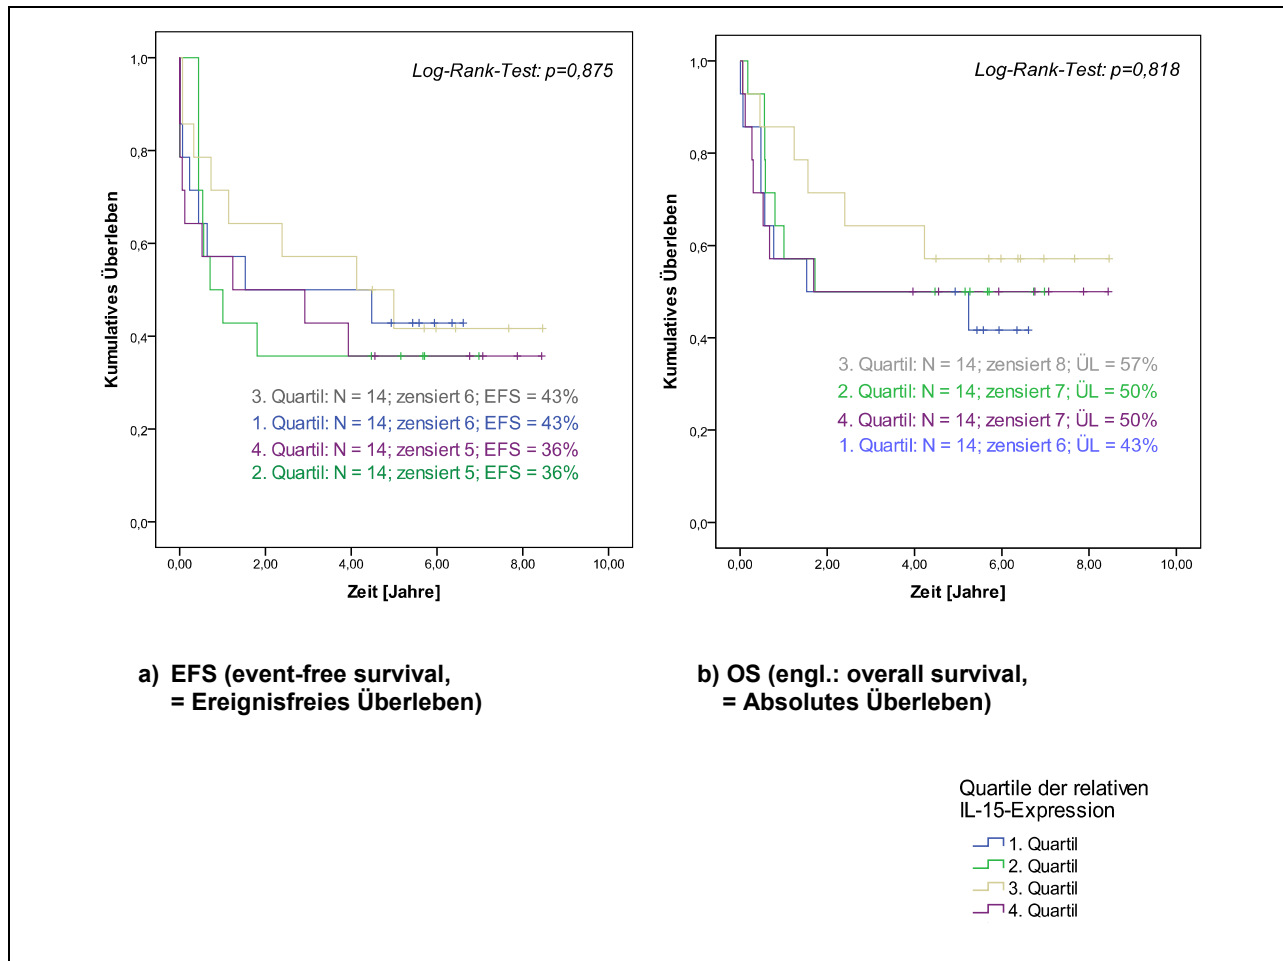 Log-Rank-Test: p=0,875
Kumulatives Überleben
1,0
0,8
0,6
0,4
0,2
0,0
3. Quartil: N = 14; zensiert 6; EFS = 43%
1. Quartil: N = 14; zensiert 6; EFS = 43%
4. Quartil: N = 14; zensiert 5; EFS = 36%
2. Quartil: N = 14; zensiert 5; EFS = 36%
0,00 2,00 4,00 6,00 8,00 10,00
Zeit [Jahre]
Log-Rank-Test: p=0,818
Kumulatives Überleben
1,0
0,8
0,6
0,4
0,2
0,0
3. Quartil: N = 14; zensiert 8; ÜL = 57%
2. Quartil: N = 14; zensiert 7; ÜL = 50%
4. Quartil: N = 14; zensiert 7; ÜL = 50%
1. Quartil: N = 14; zensiert 6; ÜL = 43%
0,00 2,00 4,00 6,00 8,00 10,00
Zeit [Jahre]
a) EFS (event-free survival,
= Ereignisfreies Überleben)
b) OS (engl.: overall survival,
= Absolutes Überleben)
Quartile der relativen
IL-15-Expression
1. Quartil
2. Quartil
3. Quartil
4. Quartil